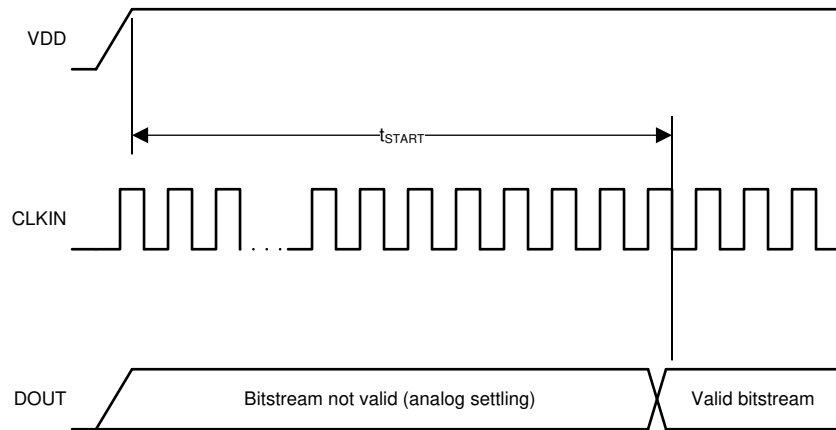 VDD
tSTART
CLKIN
. . .
DOUT
Bitstream not valid (analog settling)
Valid bitstream